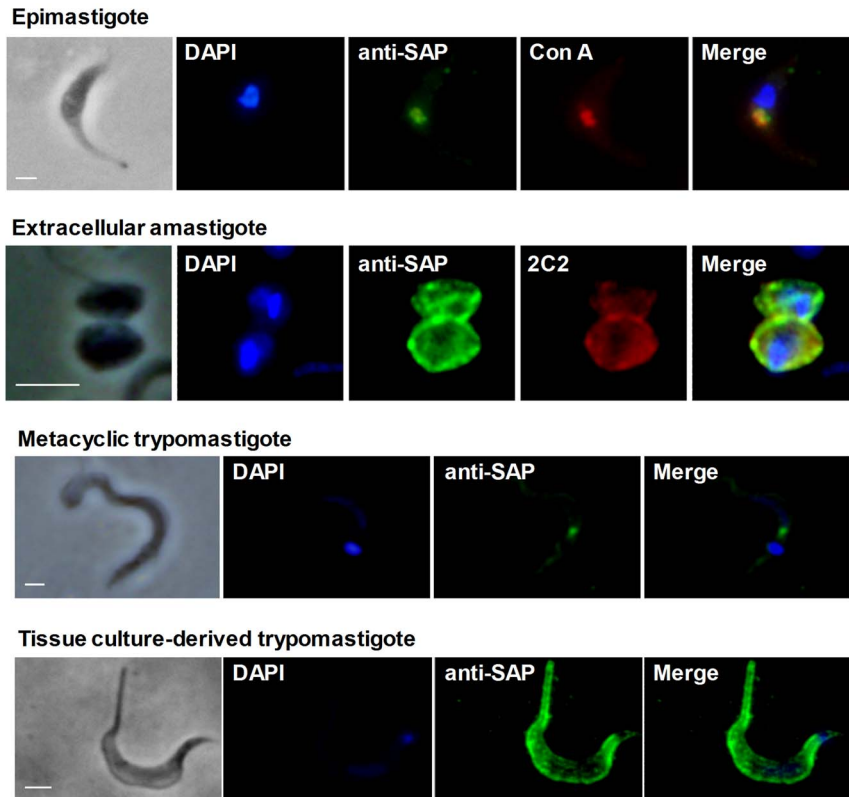 Epimastigote
DAPI anti-SAP Con A Merge
Extracellular amastigote
DAPI anti-SAP 2C2 Merge
Metacyclic trypomastigote
DAPI anti-SAP Merge
Tissue culture-derived trypomastigote
DAPI anti-SAP Merge